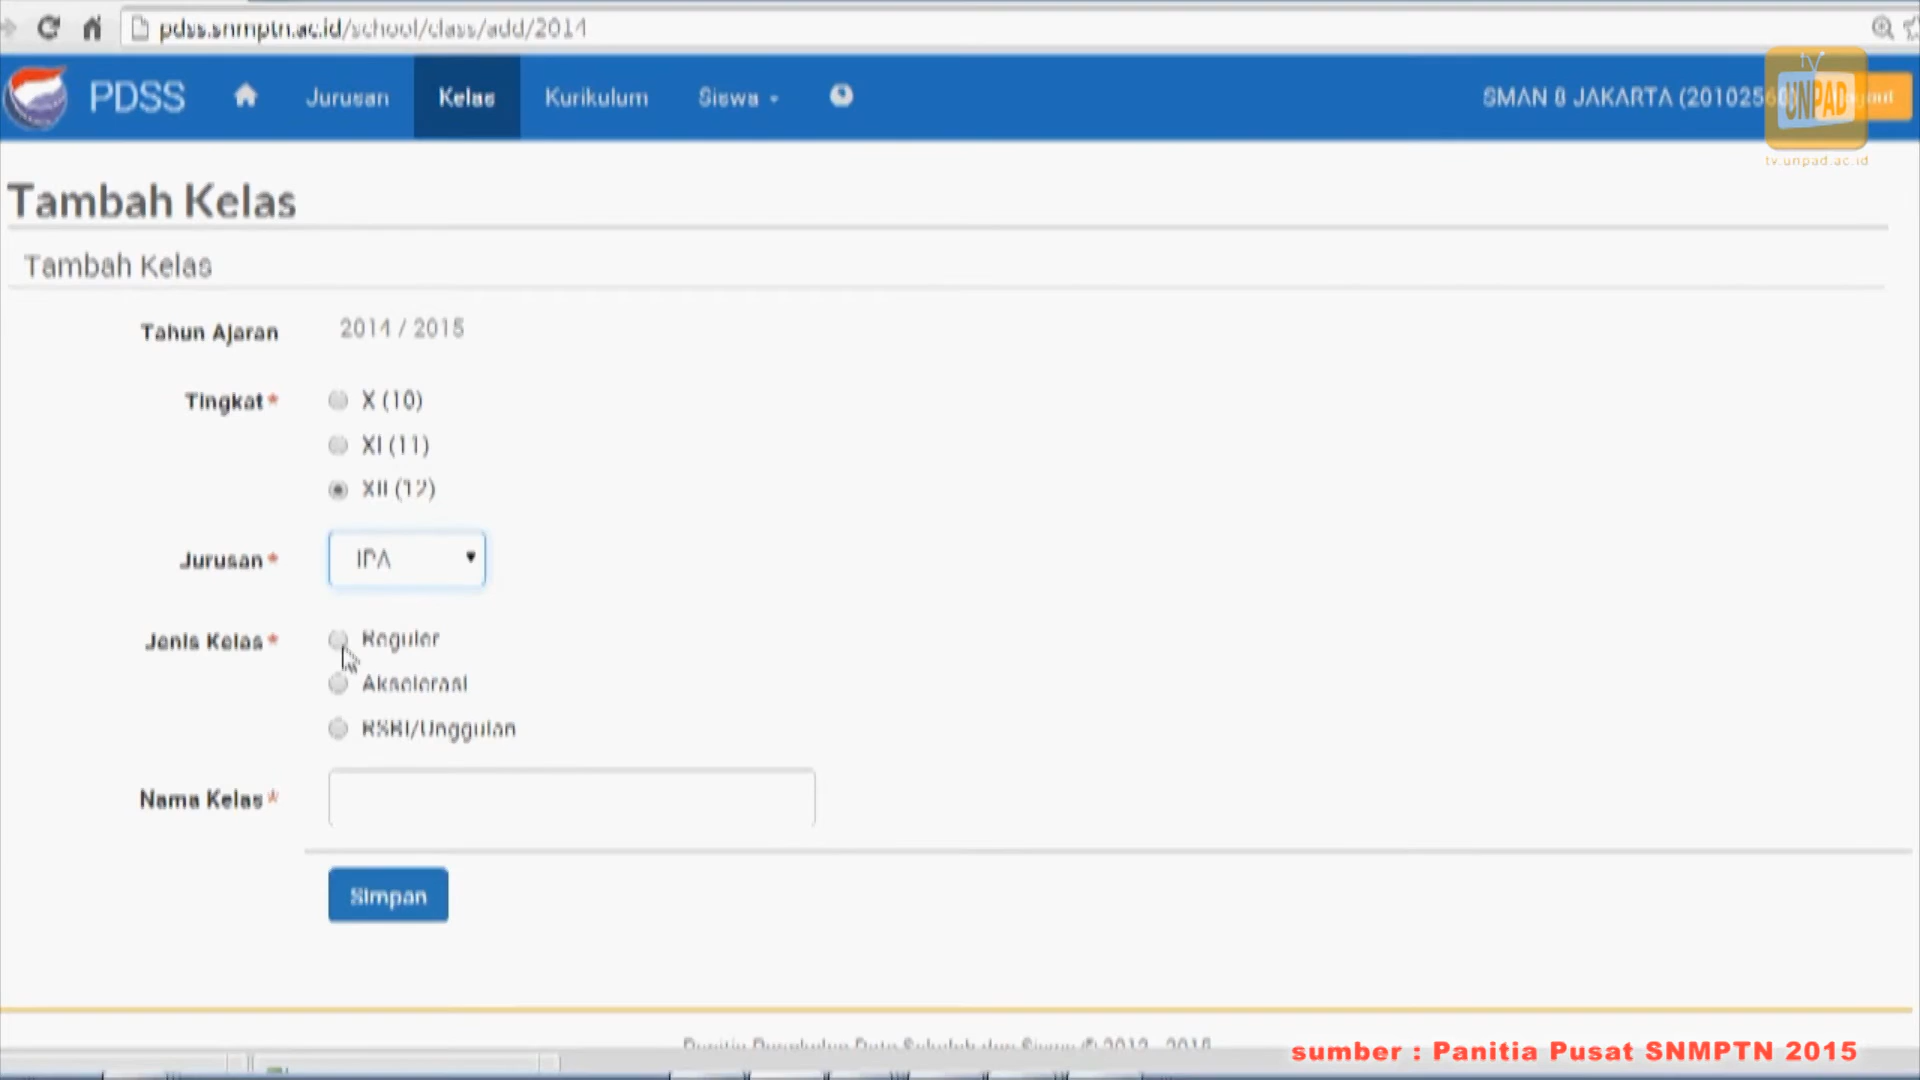 pdss.snmptn.ac.id/school/class/add/2014
PDSS Jurusan Kelas Kurikulum Siswa SMAN 8 JAKARTA
tv
UNPAD
tv.unpad.ac.id
Tambah Kelas
Tambah Kelas
Tahun Ajaran 2014 / 2015
Tingkat * X (10)
XI (11)
XII (12)
Jurusan * IPA
Jenis Kelas * Reguler
Akselerasi
RSBI/Unggulan
Nama Kelas *
Simpan
sumber : Panitia Pusat SNMPTN 2015